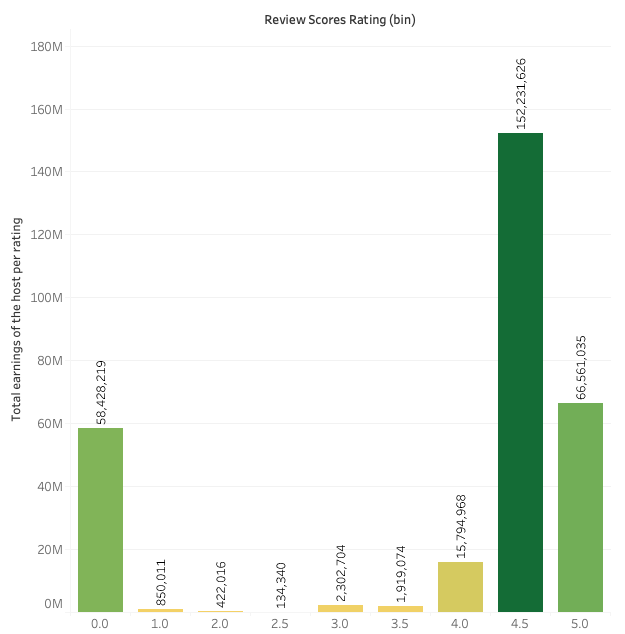 Review Scores Rating (bin)
Total earnings of the host per rating
180M
160M
140M
120M
100M
80M
60M
40M
20M
0M
58,428,219
850,011
422,016
134,340
2,302,704
1,919,074
15,794,968
152,231,626
66,561,035
0.0 1.0 2.0 2.5 3.0 3.5 4.0 4.5 5.0